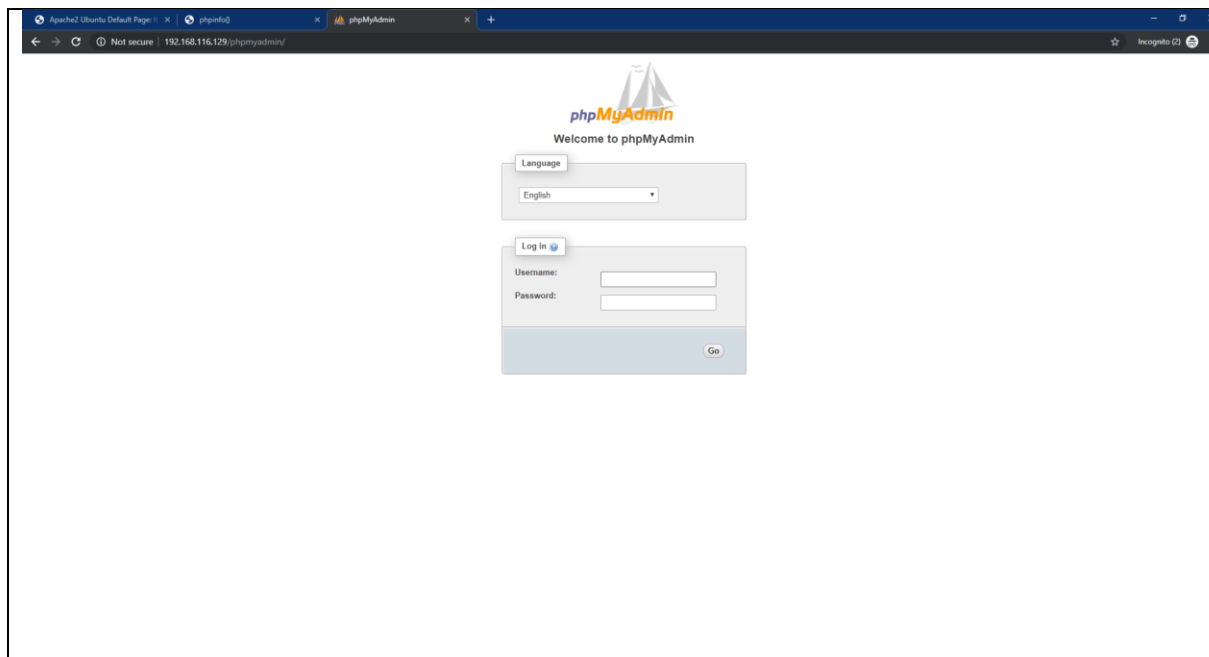 Apache2 Ubuntu Default Page: It
phpinfo()
phpMyAdmin
Not secure | 192.168.116.129/phpmyadmin/
Incognito (2)
phpMyAdmin
Welcome to phpMyAdmin
Language
English
Log in
Username:
Password:
Go